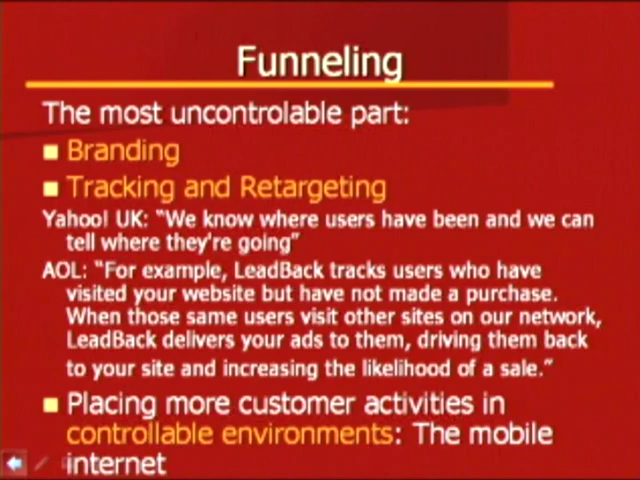 Funneling
The most uncontrolable part:
Branding
Tracking and Retargeting
Yahoo! UK: “We know where users have been and we can
tell where they're going”
AOL: “For example, LeadBack tracks users who have
visited your website but have not made a purchase.
When those same users visit other sites on our network,
LeadBack delivers your ads to them, driving them back
to your site and increasing the likelihood of a sale.”
Placing more customer activities in
controllable environments: The mobile
internet